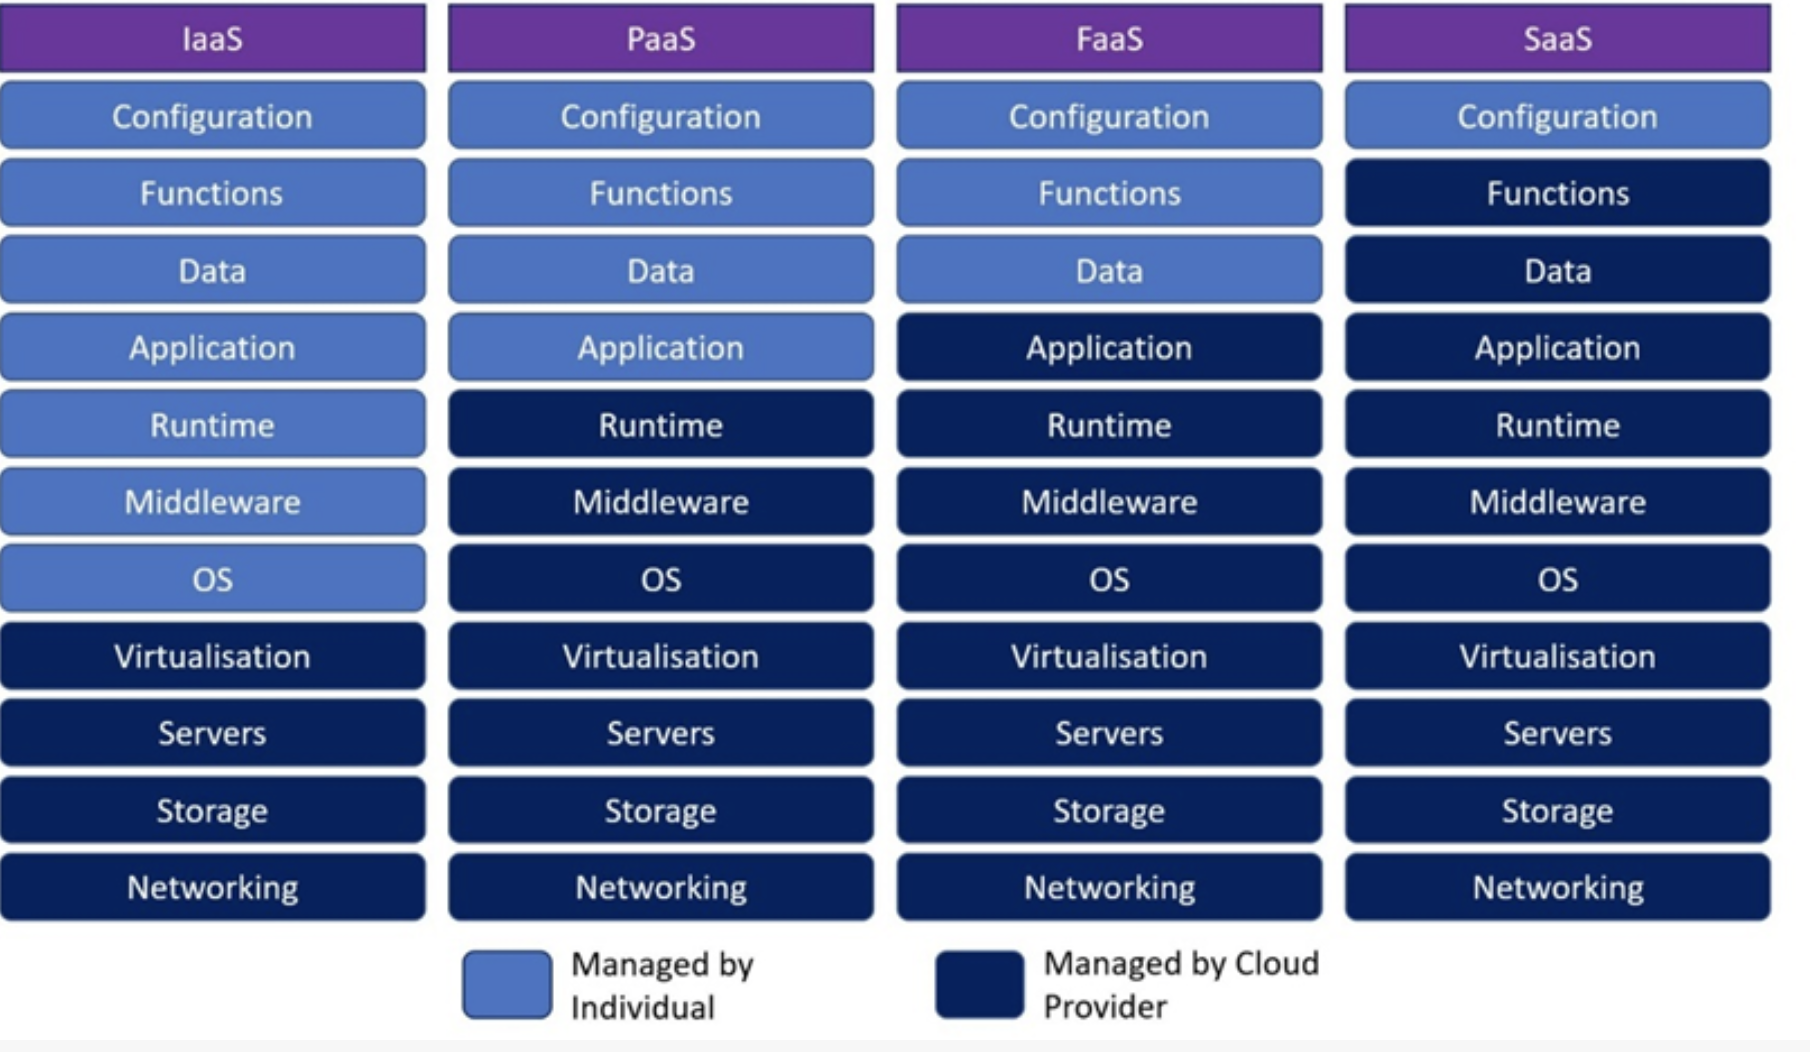 IaaS PaaS FaaS SaaS
Configuration Configuration Configuration Configuration
Functions Functions Functions Functions
Data Data Data Data
Application Application Application Application
Runtime Runtime Runtime Runtime
Middleware Middleware Middleware Middleware
OS OS OS OS
Virtualisation Virtualisation Virtualisation Virtualisation
Servers Servers Servers Servers
Storage Storage Storage Storage
Networking Networking Networking Networking
Managed by
Individual
Managed by Cloud
Provider